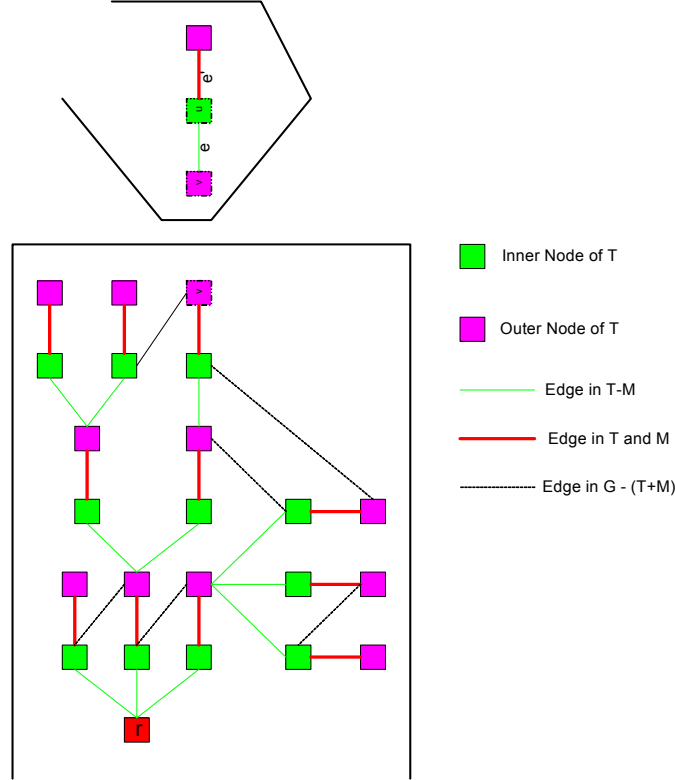 e'
u
e
v
v
r
Inner Node of T
Outer Node of T
Edge in T-M
Edge in T and M
Edge in G - (T+M)